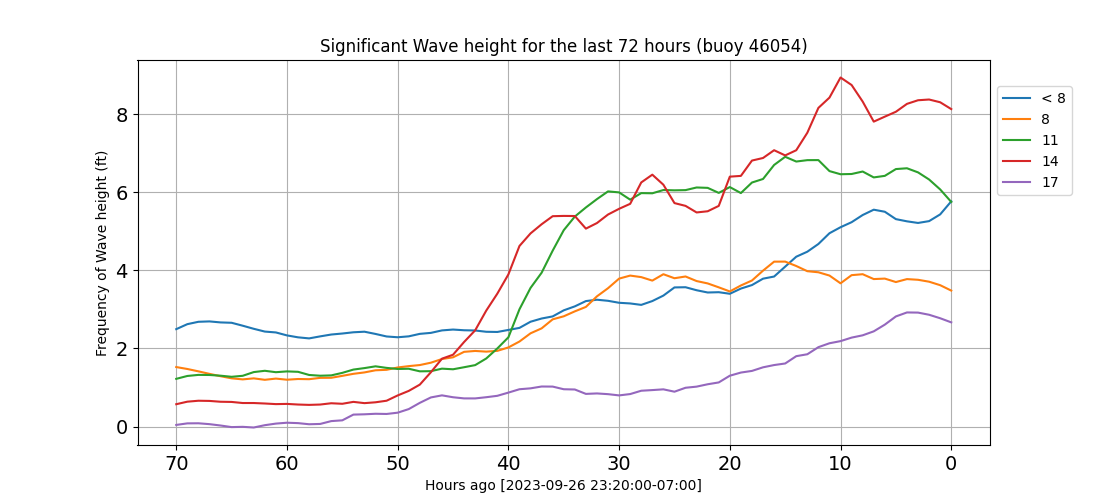 Significant Wave height for the last 72 hours (buoy 46054)
Frequency of Wave height (ft)
8
6
4
2
0
70 60 50 40 30 20 10 0
Hours ago [2023-09-26 23:20:00-07:00]
< 8
8
11
14
17